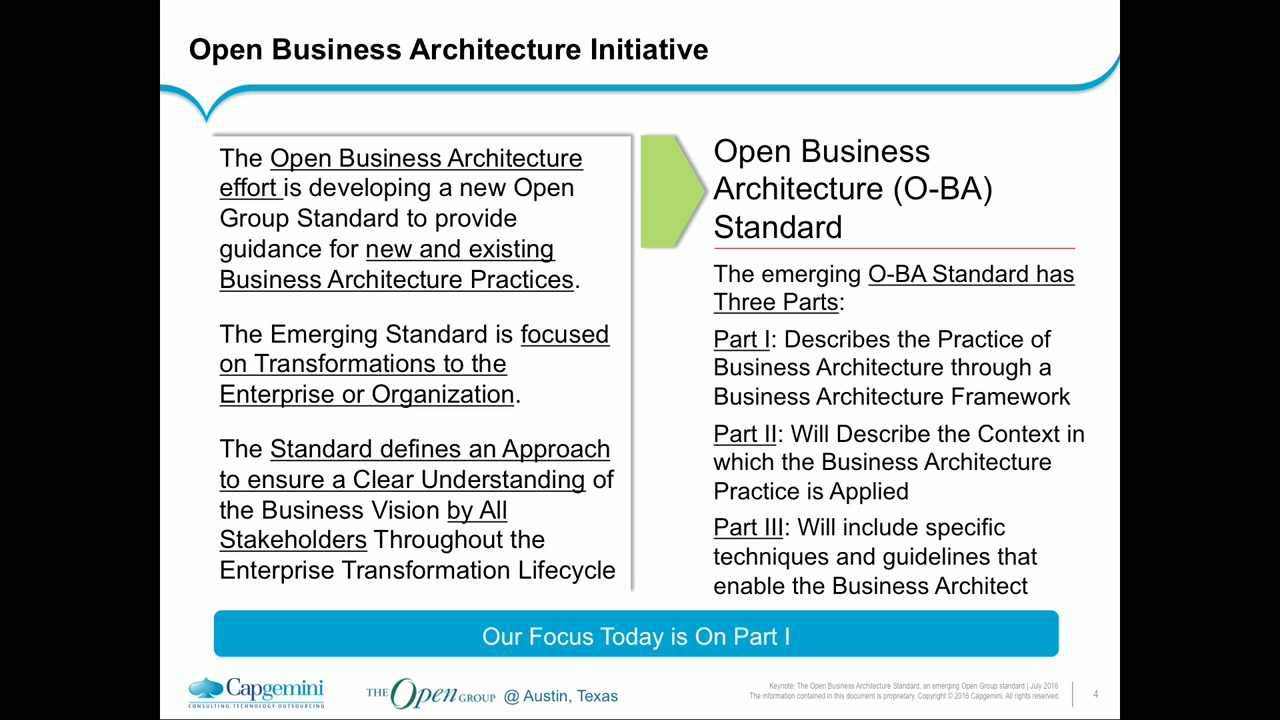 Open Business Architecture Initiative
The Open Business Architecture
effort is developing a new Open
Group Standard to provide
guidance for new and existing
Business Architecture Practices.
The Emerging Standard is focused
on Transformations to the
Enterprise or Organization.
The Standard defines an Approach
to ensure a Clear Understanding of
the Business Vision by All
Stakeholders Throughout the
Enterprise Transformation Lifecycle
Open Business
Architecture (O-BA)
Standard
The emerging O-BA Standard has
Three Parts:
Part I: Describes the Practice of
Business Architecture through a
Business Architecture Framework
Part II: Will Describe the Context in
which the Business Architecture
Practice is Applied
Part III: Will include specific
techniques and guidelines that
enable the Business Architect
Our Focus Today is On Part I
Capgemini
CONSULTING.TECHNOLOGY.OUTSOURCING
THE Open GROUP @ Austin, Texas
Keynote: The Open Business Architecture Standard, an emerging Open Group standard | July 2016
The information contained in this document is proprietary. Copyright © 2016 Capgemini. All rights reserved.
4